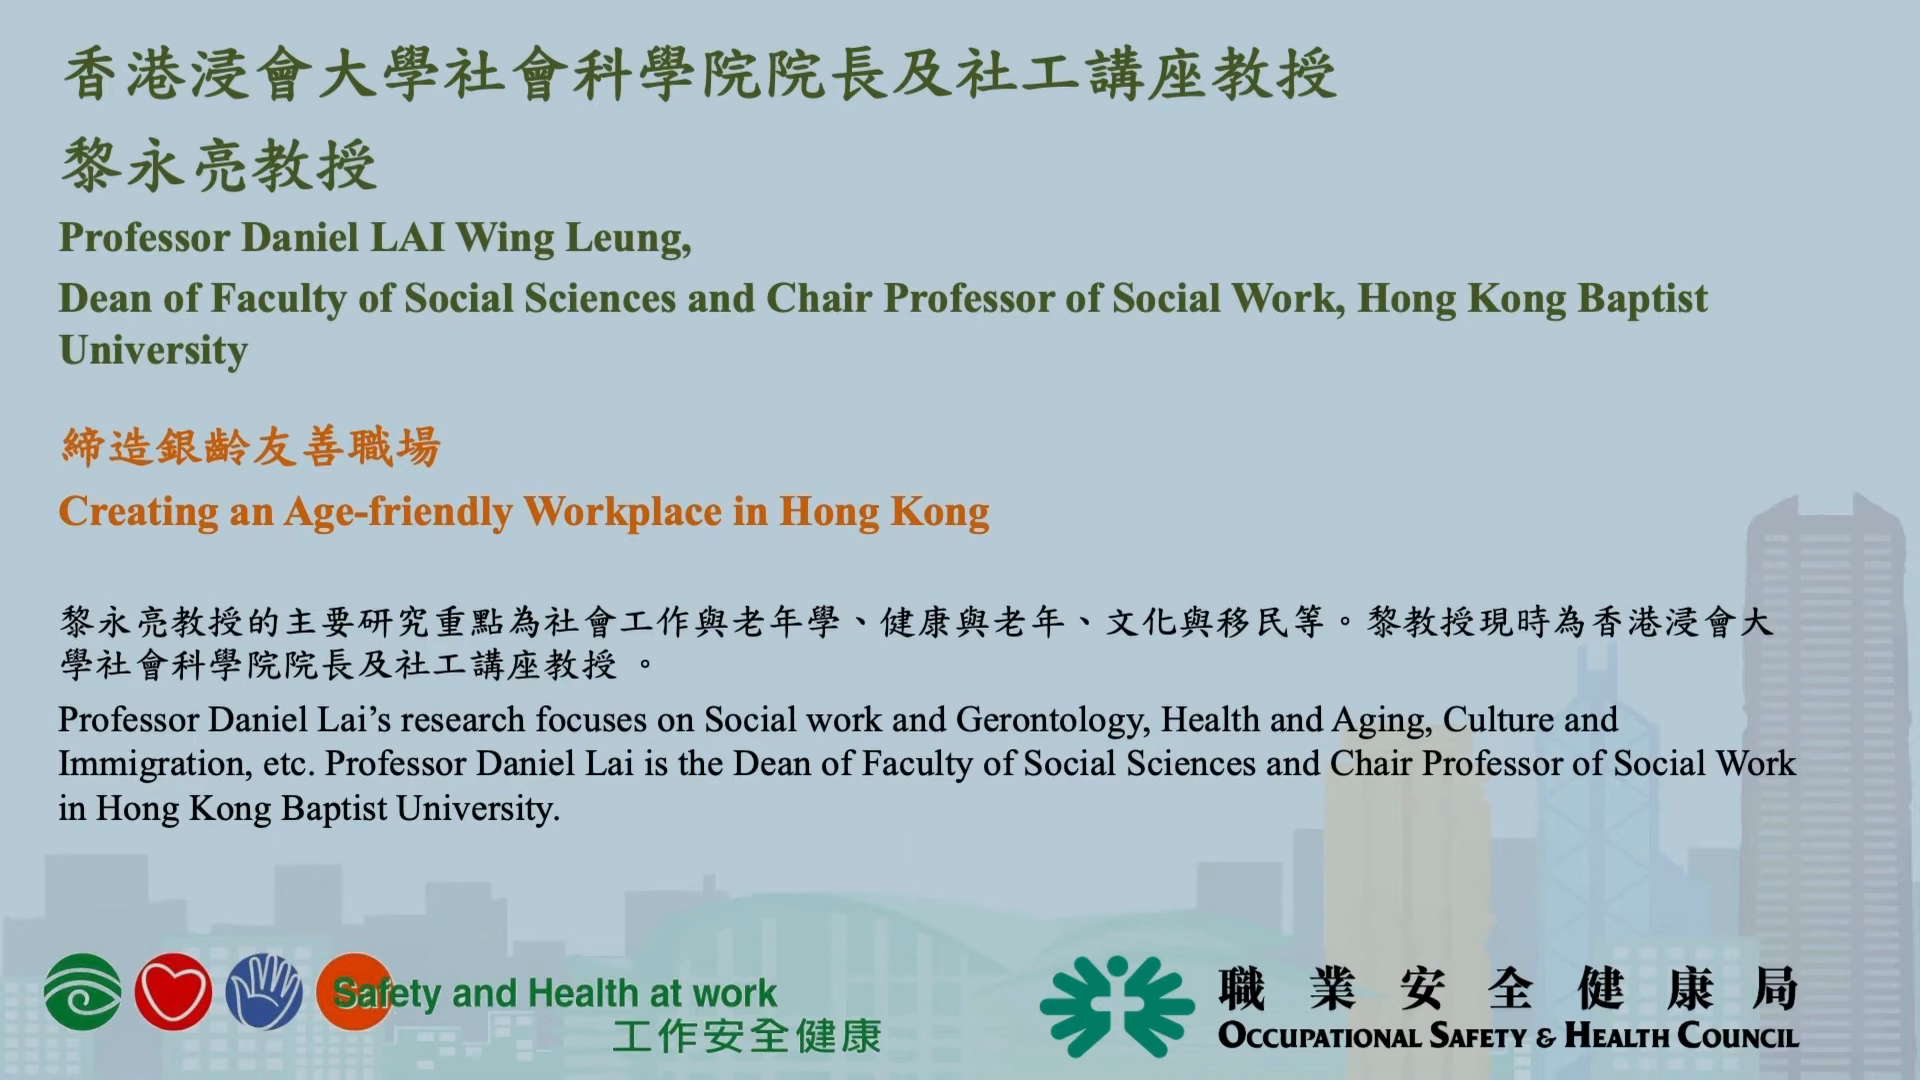 香港浸會大學社會科學院院長及社工講座教授
黎永亮教授
Professor Daniel LAI Wing Leung,
Dean of Faculty of Social Sciences and Chair Professor of Social Work, Hong Kong Baptist
University
締造銀齡友善職場
Creating an Age-friendly Workplace in Hong Kong
黎永亮教授的主要研究重點為社會工作與老年學、健康與老年、文化與移民等。黎教授現時為香港浸會大
學社會科學院院長及社工講座教授 。
Professor Daniel Lai’s research focuses on Social work and Gerontology, Health and Aging, Culture and
Immigration, etc. Professor Daniel Lai is the Dean of Faculty of Social Sciences and Chair Professor of Social Work
in Hong Kong Baptist University.
Safety and Health at work
工作安全健康
職業安全健康局
OCCUPATIONAL SAFETY & HEALTH COUNCIL